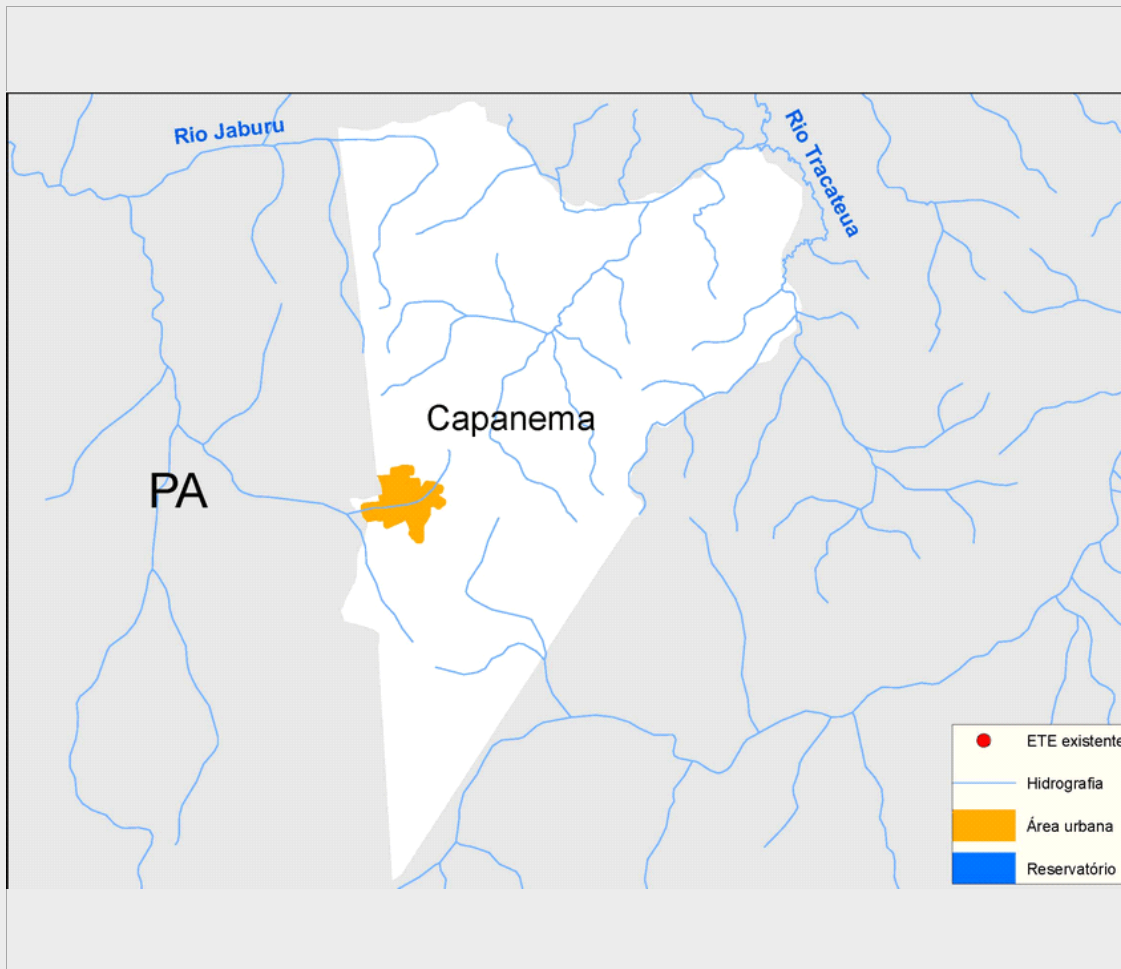 Rio Jaburu
Rio Tracateua
Capanema
PA
ETE existente
Hidrografia
Área urbana
Reservatório